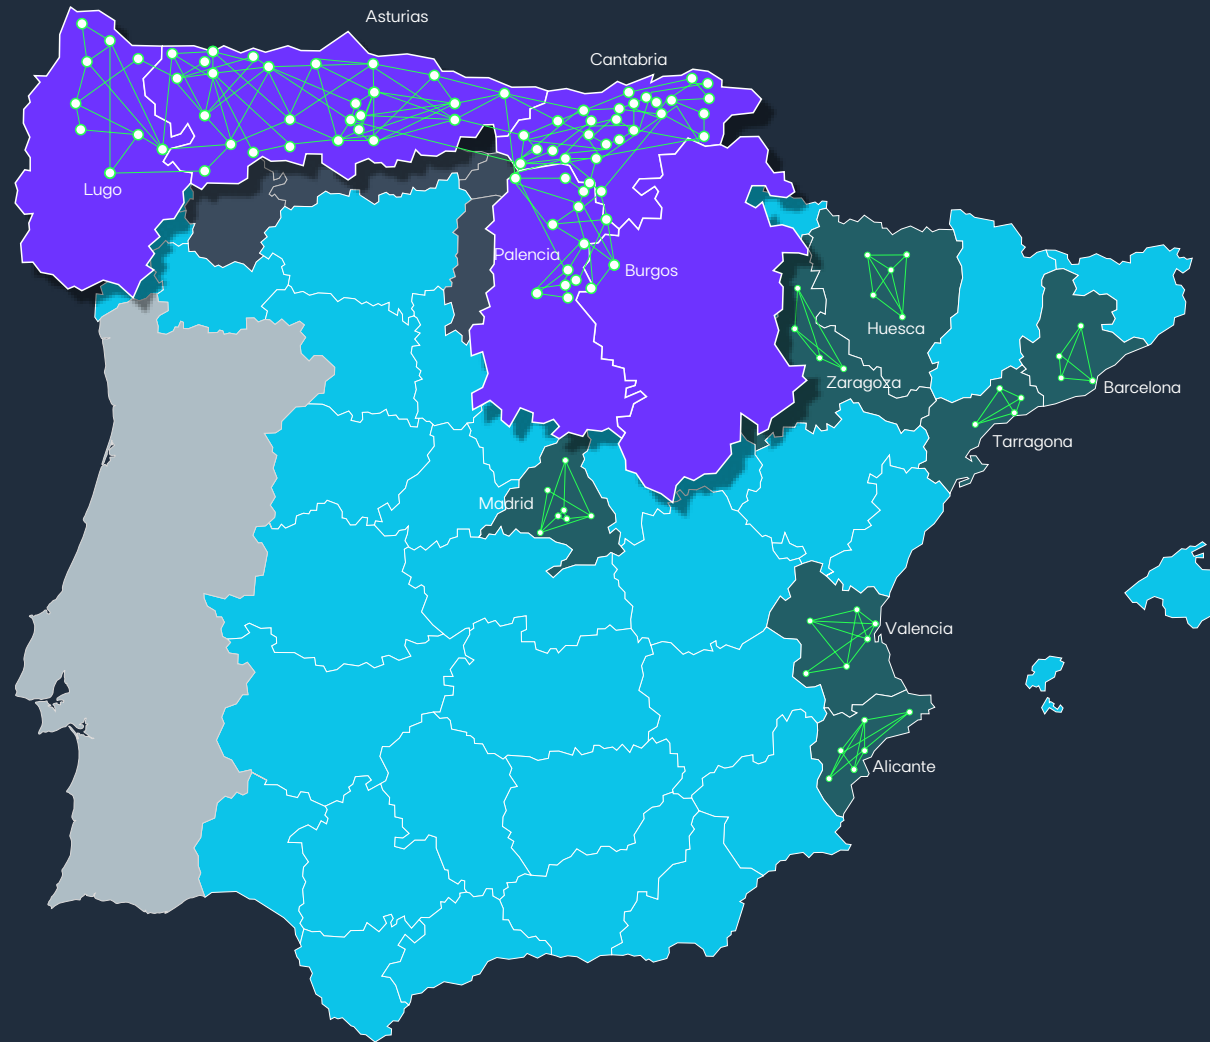 Asturias
Cantabria
Lugo
Palencia
Burgos
Huesca
Zaragoza
Barcelona
Tarragona
Madrid
Valencia
Alicante